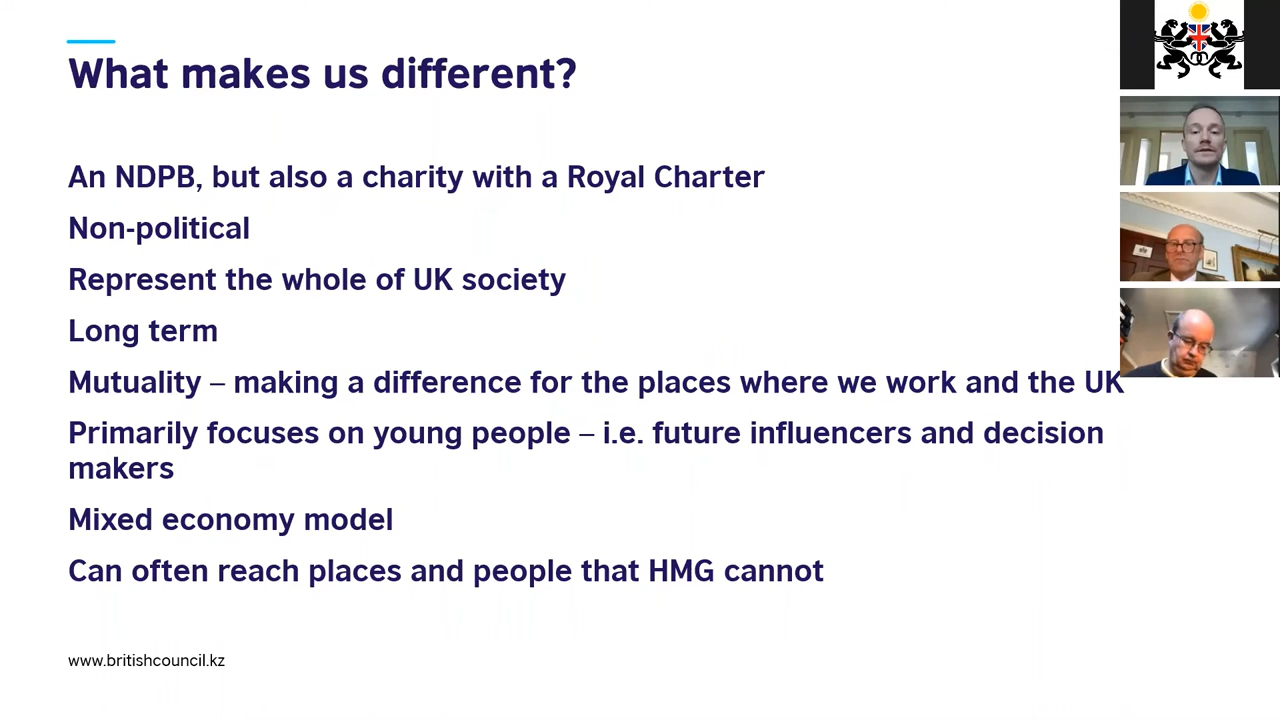 What makes us different?
An NDPB, but also a charity with a Royal Charter
Non-political
Represent the whole of UK society
Long term
Mutuality – making a difference for the places where we work and the UK
Primarily focuses on young people – i.e. future influencers and decision
makers
Mixed economy model
Can often reach places and people that HMG cannot
www.britishcouncil.kz